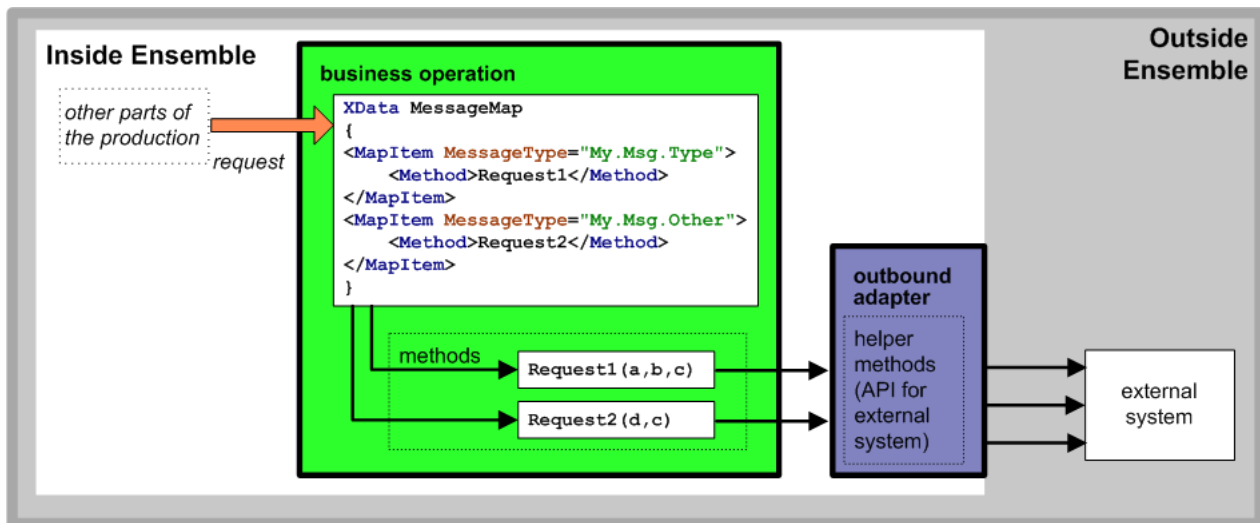 Inside Ensemble
Outside
Ensemble
other parts of
the production
request
business operation
XData MessageMap
{
<MapItem MessageType="My.Msg.Type">
    <Method>Request1</Method>
</MapItem>
<MapItem MessageType="My.Msg.Other">
    <Method>Request2</Method>
</MapItem>
}
methods
Request1(a,b,c)
Request2(d,c)
outbound
adapter
helper
methods
(API for
external
system)
external
system